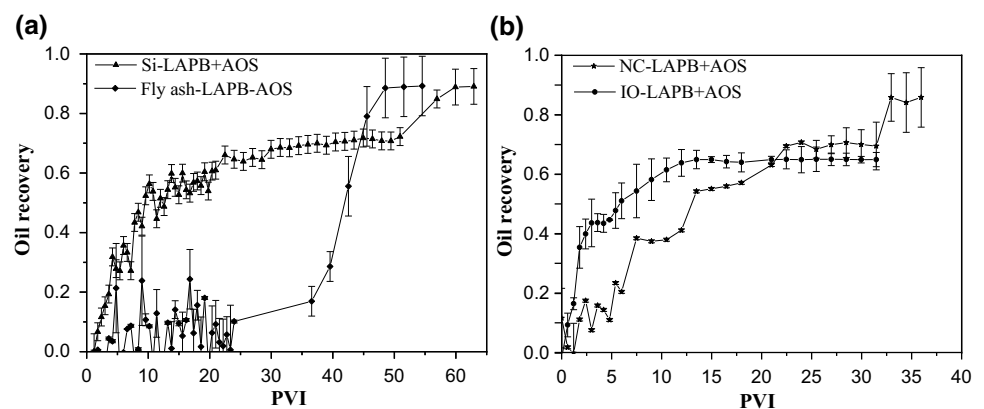 (a)
1.0
0.8
0.6
0.4
0.2
0.0
Oil recovery
Si-LAPB+AOS
Fly ash-LAPB-AOS
0 10 20 30 40 50 60
PVI
(b)
1.0
0.8
0.6
0.4
0.2
0.0
Oil recovery
NC-LAPB+AOS
IO-LAPB+AOS
0 5 10 15 20 25 30 35 40
PVI